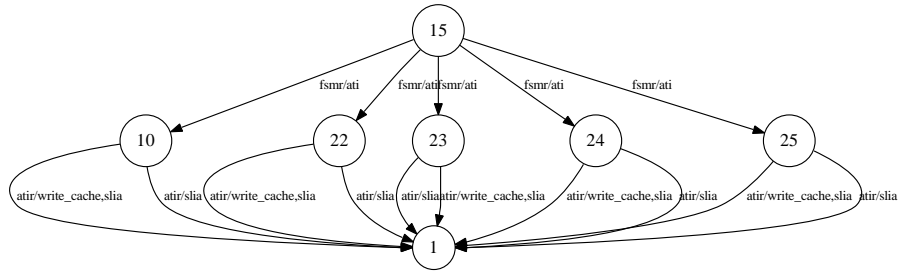 15
fsmr/ati
fsmr/ati
fsmr/ati
fsmr/ati
fsmr/ati
10
22
23
24
25
atir/write_cache,slia
atir/slia
atir/write_cache,slia
atir/slia
atir/slia
atir/write_cache,slia
atir/write_cache,slia
atir/slia
atir/write_cache,slia
atir/slia
1